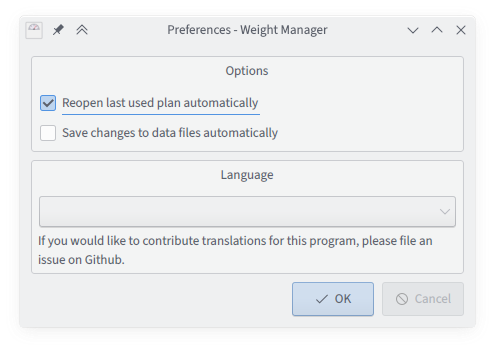 Preferences - Weight Manager
Options
Reopen last used plan automatically
Save changes to data files automatically
Language
If you would like to contribute translations for this program, please file an
issue on Github.
OK
Cancel